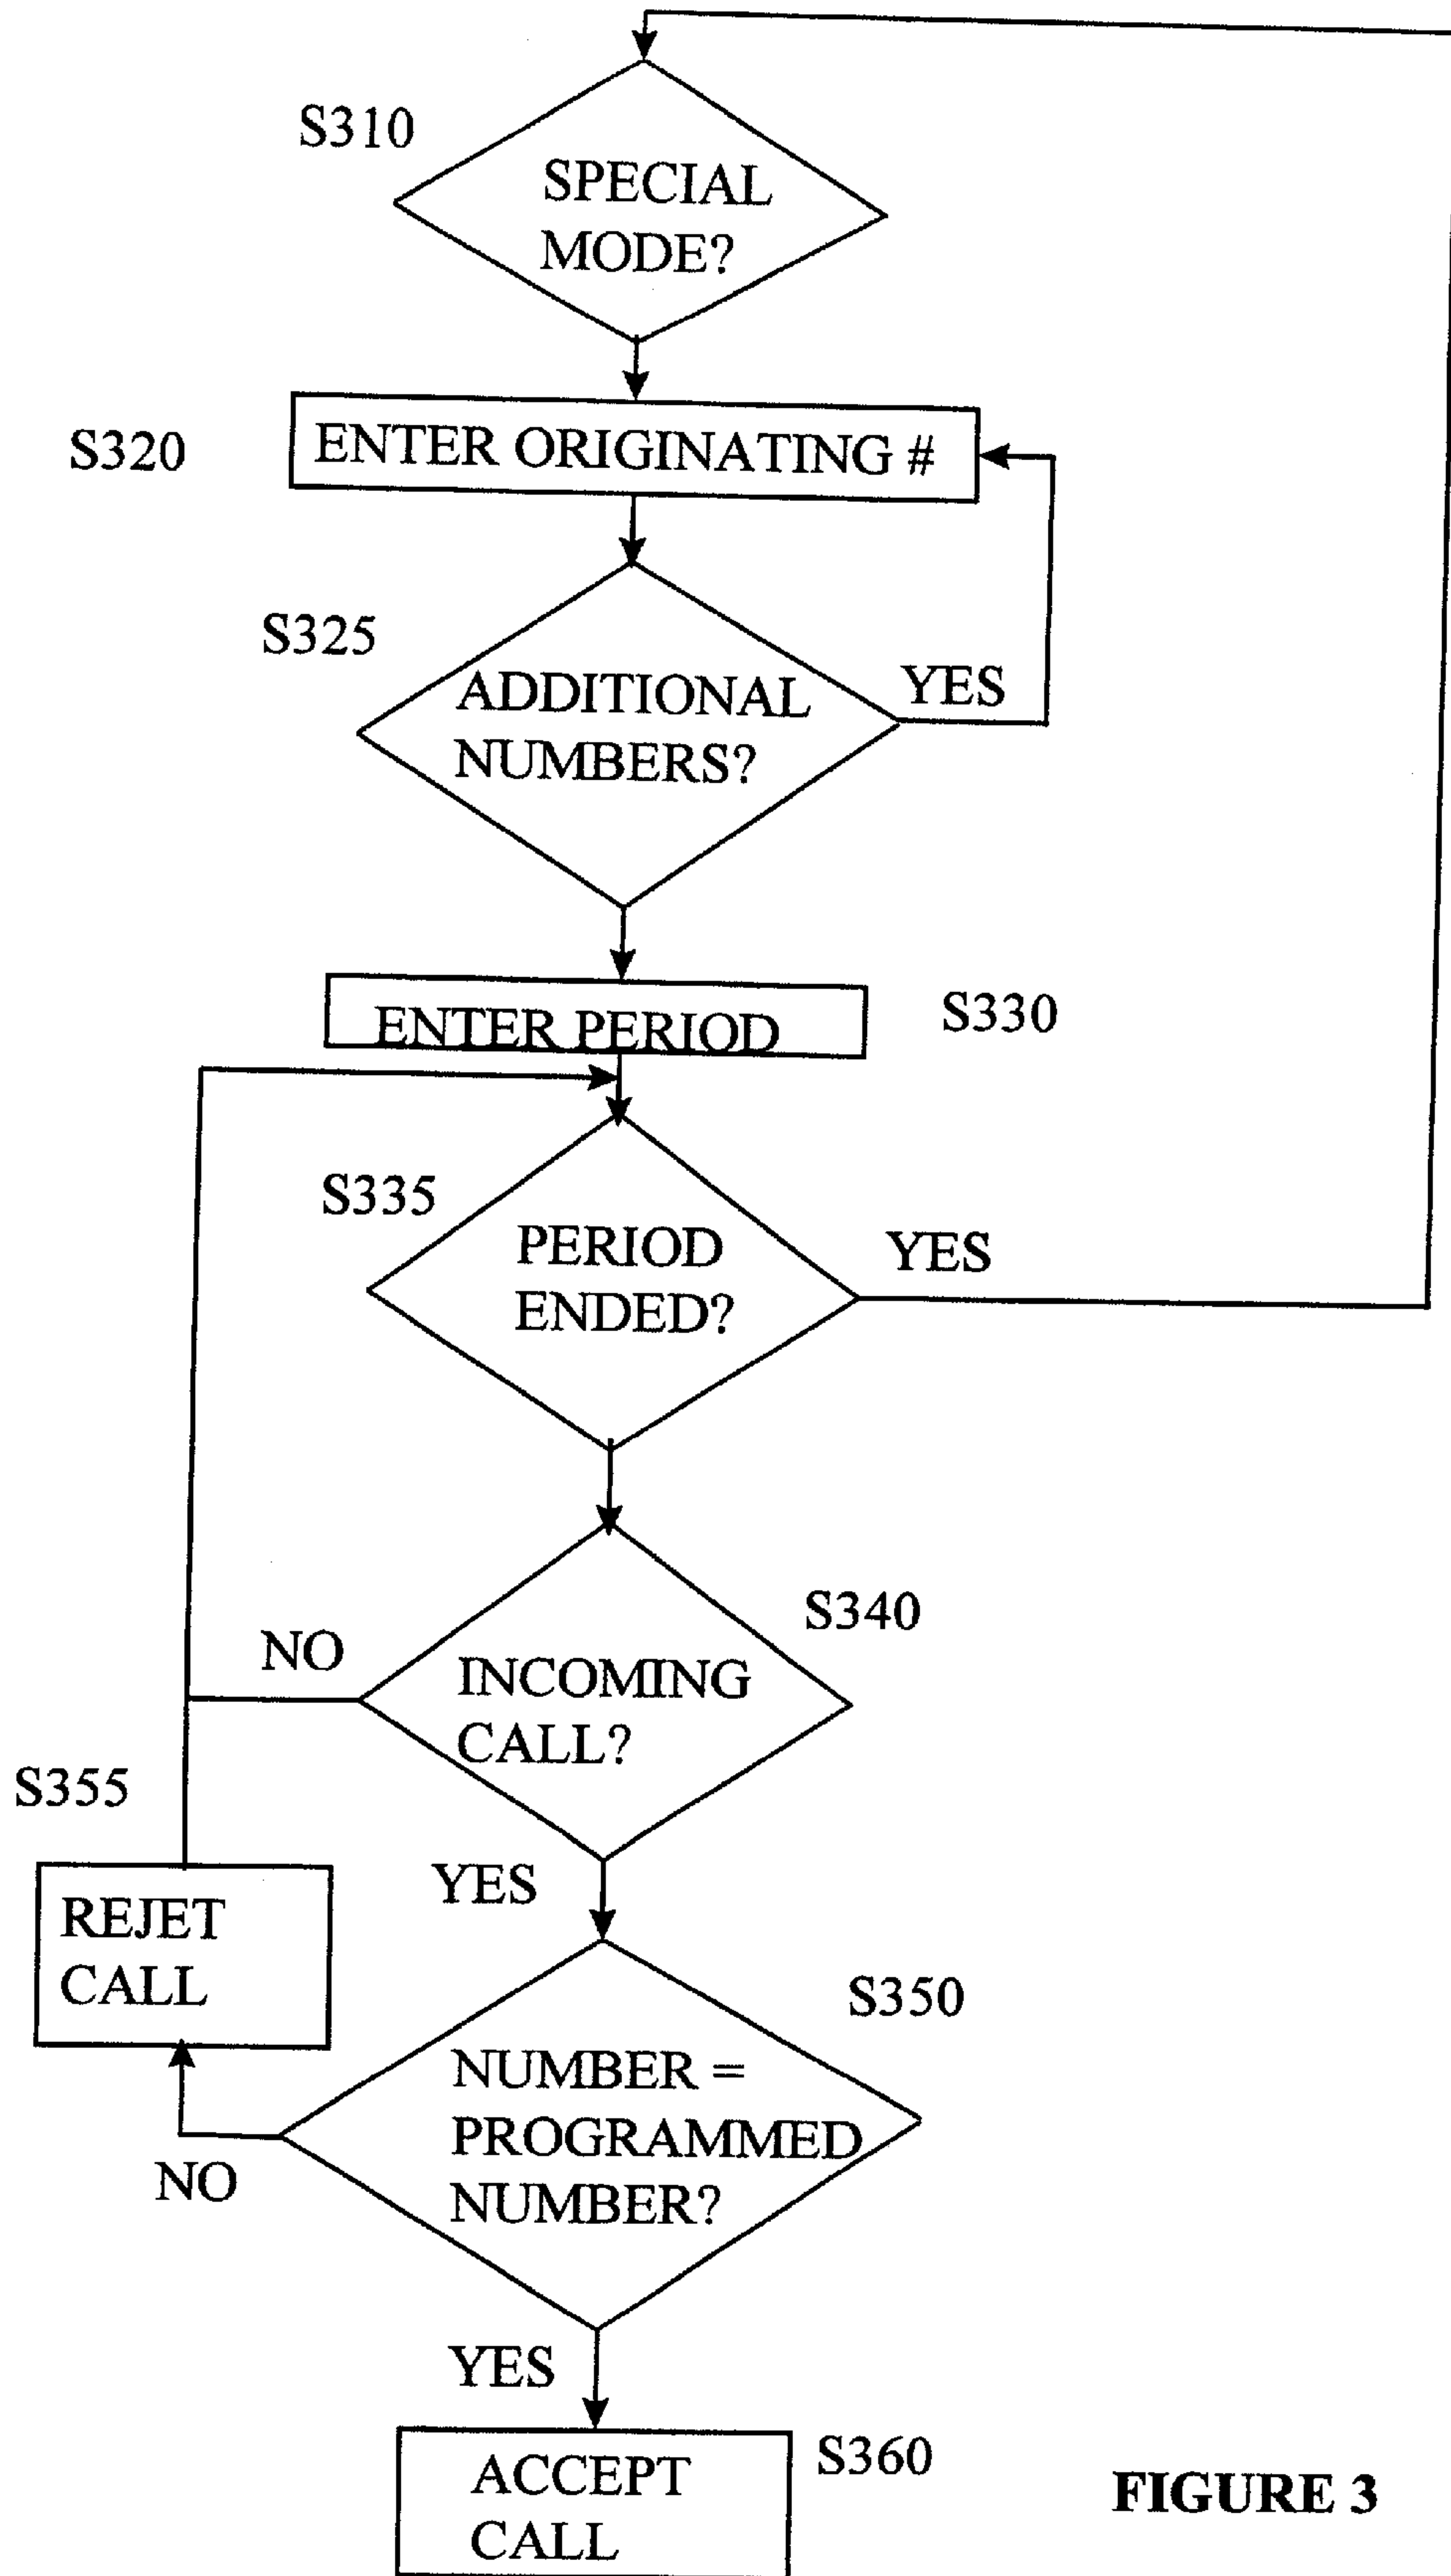 S310
SPECIAL
MODE?
S320
ENTER ORIGINATING #
S325
ADDITIONAL
NUMBERS?
YES
ENTER PERIOD
S330
S335
PERIOD
ENDED?
YES
S340
NO
INCOMING
CALL?
S355
YES
REJET
CALL
S350
NUMBER =
PROGRAMMED
NUMBER?
NO
YES
S360
ACCEPT
CALL
FIGURE 3